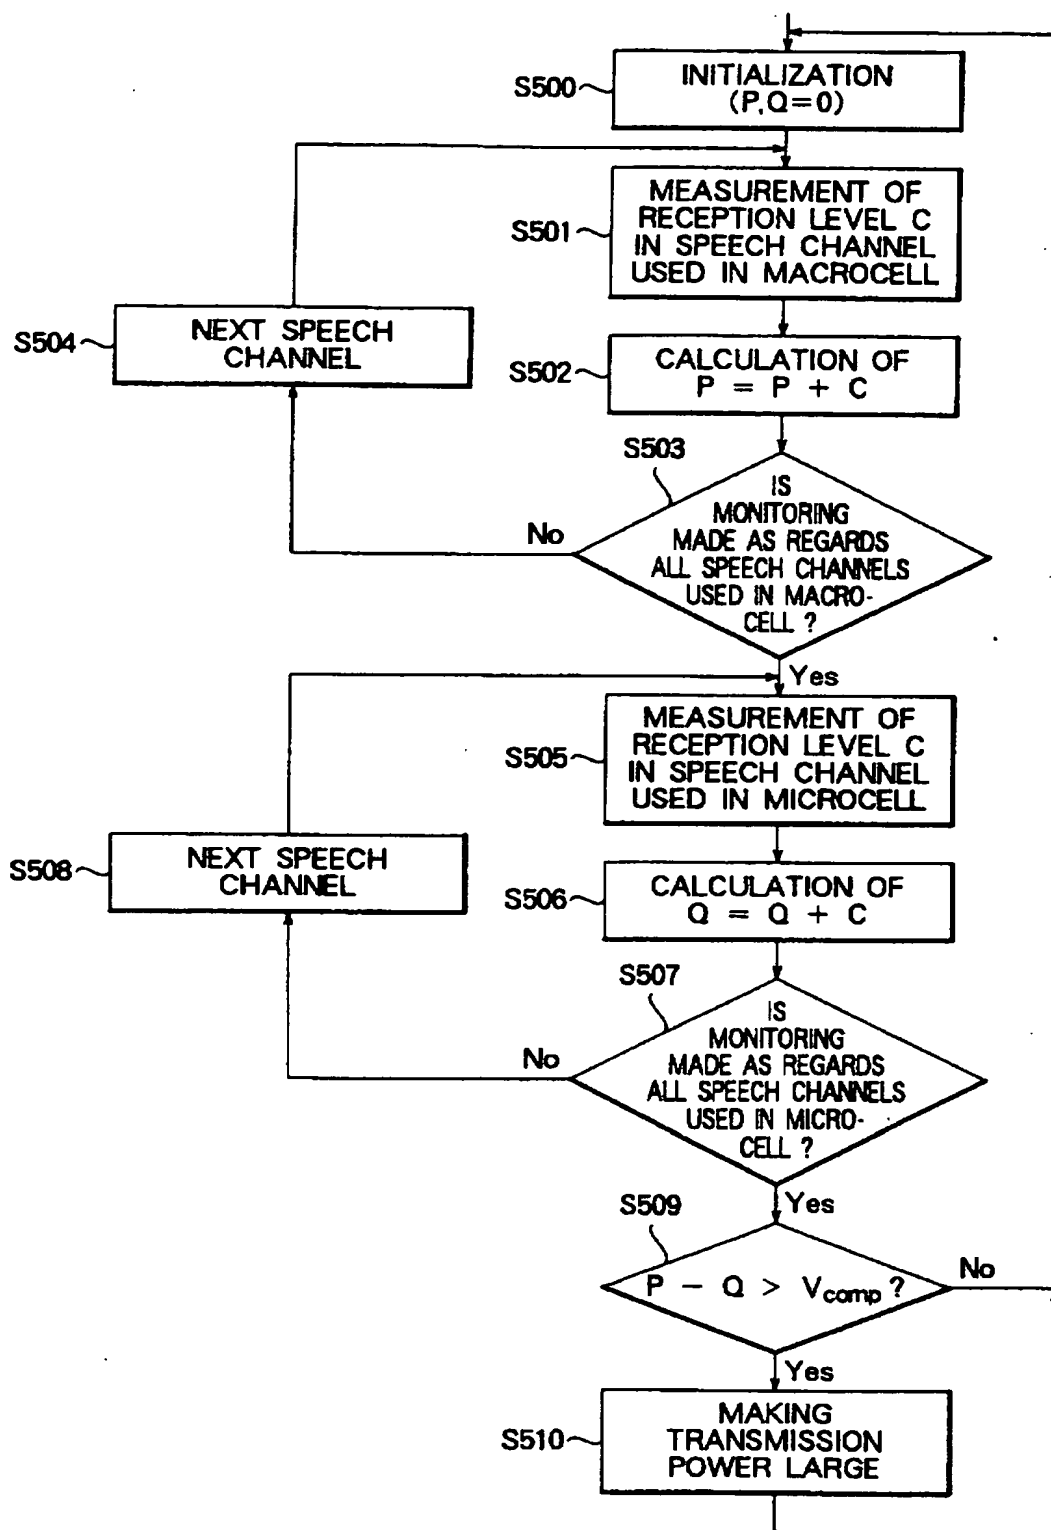 S500
INITIALIZATION
(P,Q=0)
S501
MEASUREMENT OF
RECEPTION LEVEL C
IN SPEECH CHANNEL
USED IN MACROCELL
S504
NEXT SPEECH
CHANNEL
S502
CALCULATION OF
P = P + C
S503
IS
MONITORING
MADE AS REGARDS
ALL SPEECH CHANNELS
USED IN MACRO-
CELL ?
No
Yes
S505
MEASUREMENT OF
RECEPTION LEVEL C
IN SPEECH CHANNEL
USED IN MICROCELL
S508
NEXT SPEECH
CHANNEL
S506
CALCULATION OF
Q = Q + C
S507
IS
MONITORING
MADE AS REGARDS
ALL SPEECH CHANNELS
USED IN MICRO-
CELL ?
No
Yes
S509
P - Q > Vcomp ?
No
Yes
S510
MAKING
TRANSMISSION
POWER LARGE